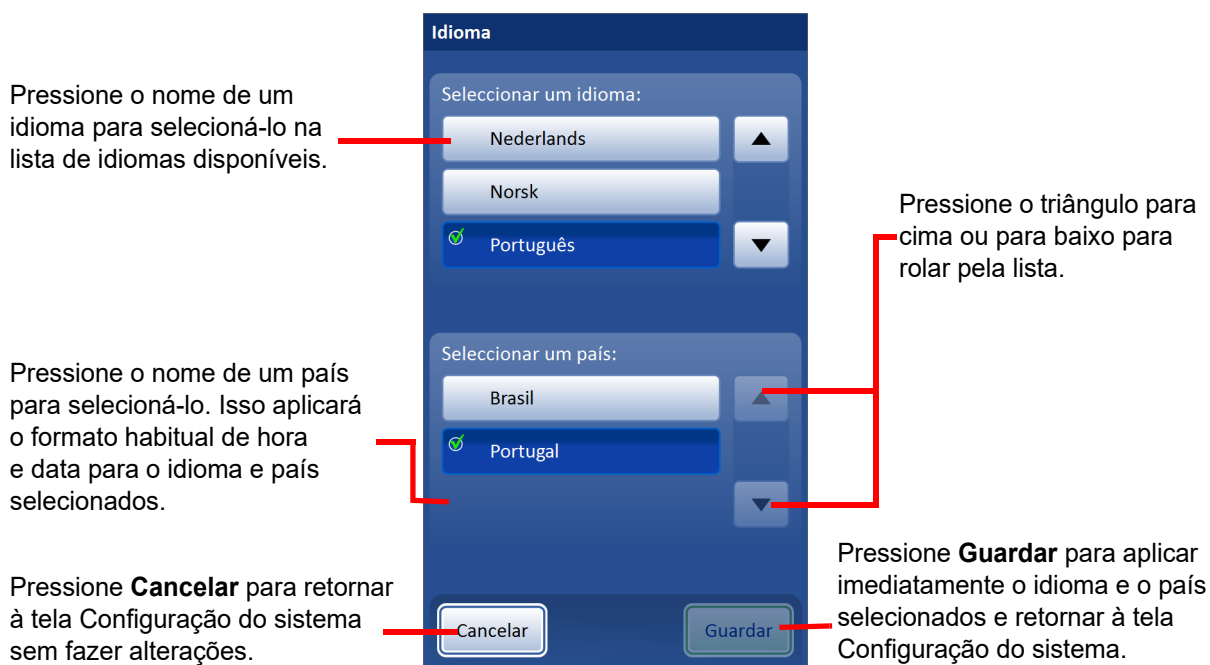 Idioma
Pressione o nome de um
idioma para selecioná-lo na
lista de idiomas disponíveis.
Seleccionar um idioma:
Nederlands
Norsk
Português
Pressione o triângulo para
cima ou para baixo para
rolar pela lista.
Pressione o nome de um país
para selecioná-lo. Isso aplicará
o formato habitual de hora
e data para o idioma e país
selecionados.
Seleccionar um país:
Brasil
Portugal
Pressione Cancelar para retornar
à tela Configuração do sistema
sem fazer alterações.
Cancelar
Guardar
Pressione Guardar para aplicar
imediatamente o idioma e o país
selecionados e retornar à tela
Configuração do sistema.